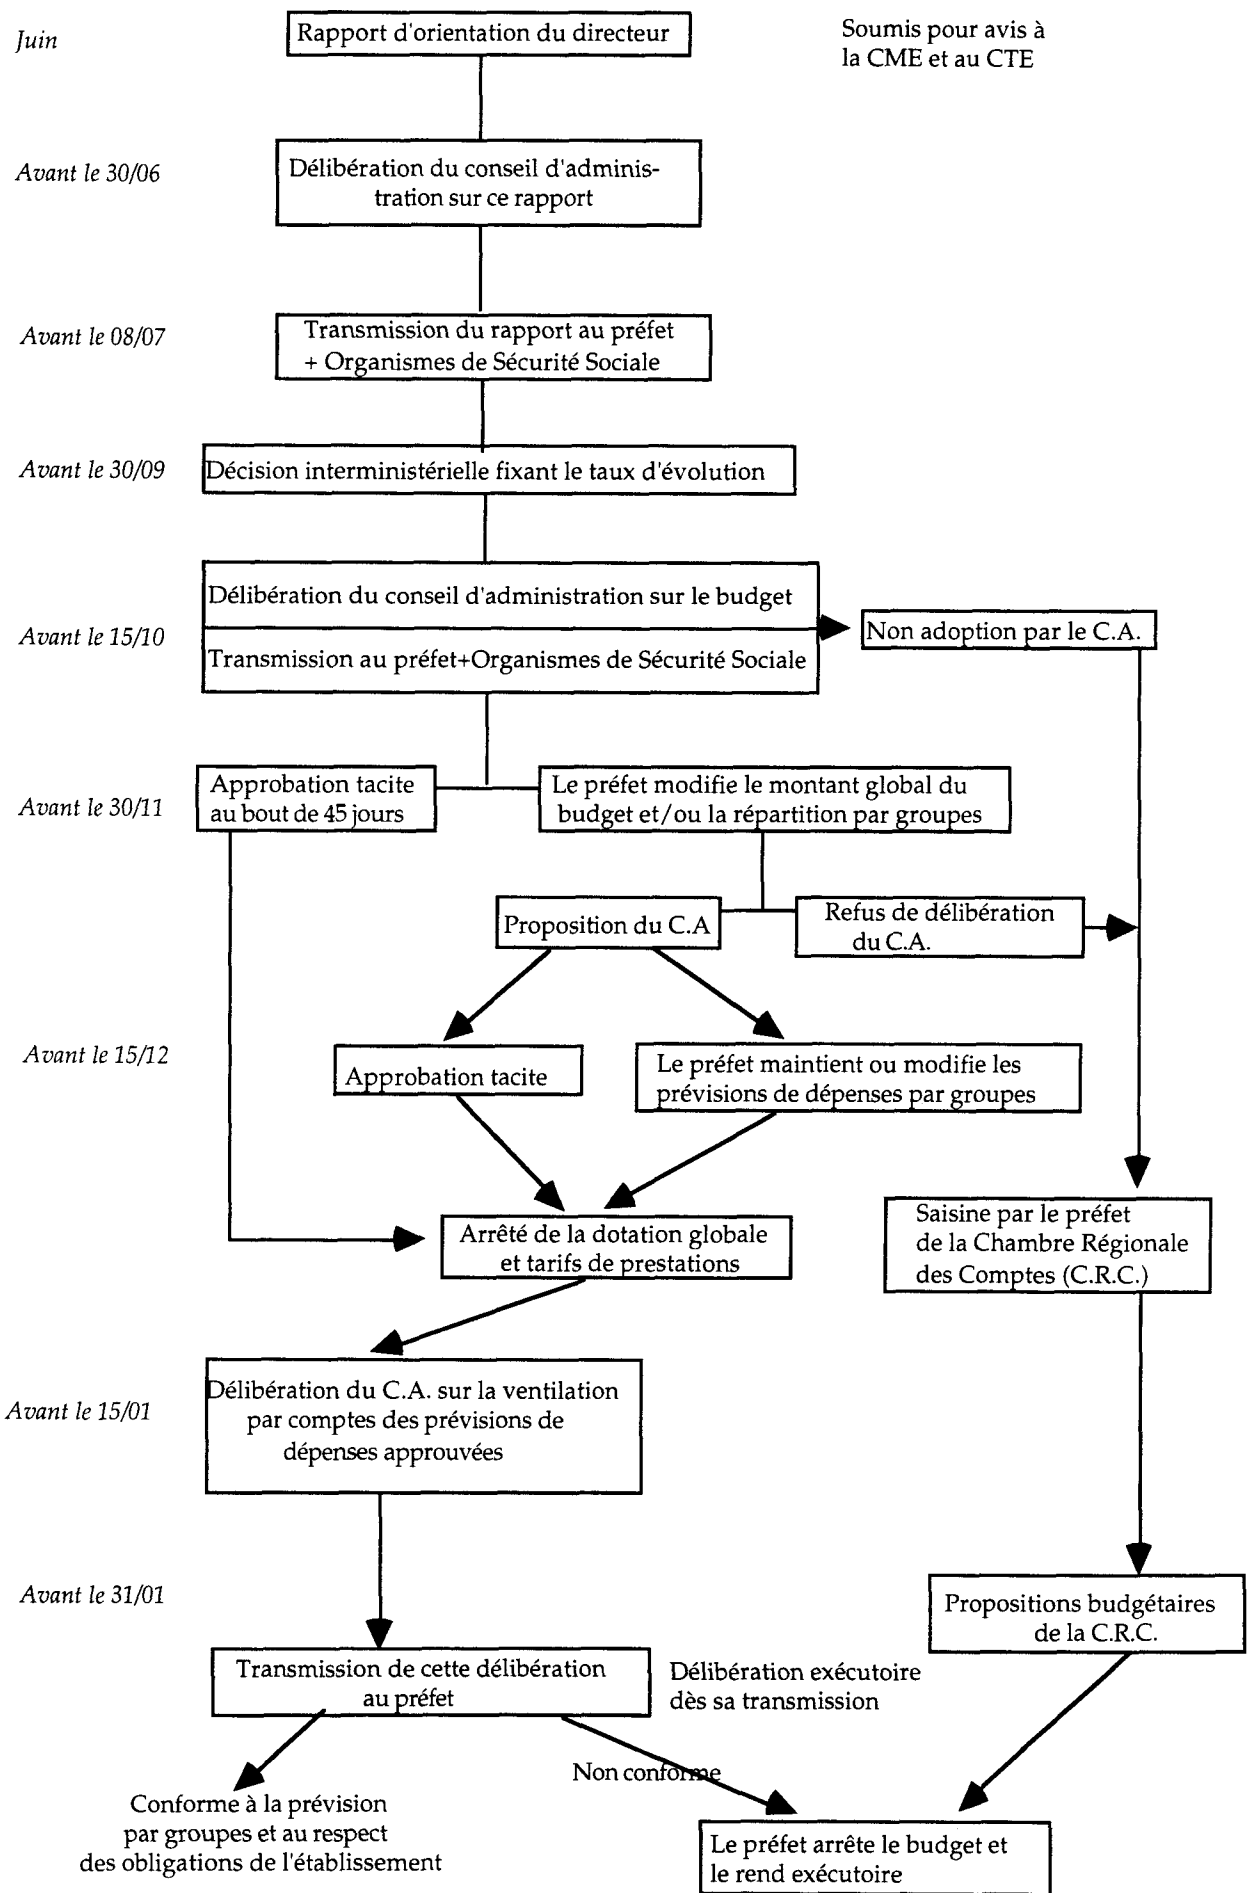 Juin
Rapport d'orientation du directeur
Soumis pour avis à
la CME et au CTE
Avant le 30/06
Délibération du conseil d'adminis-
tration sur ce rapport
Avant le 08/07
Transmission du rapport au préfet
+ Organismes de Sécurité Sociale
Avant le 30/09
Décision interministérielle fixant le taux d'évolution
Délibération du conseil d'administration sur le budget
Avant le 15/10
Non adoption par le C.A.
Transmission au préfet+Organismes de Sécurité Sociale
Avant le 30/11
Approbation tacite
au bout de 45 jours
Le préfet modifie le montant global du
budget et/ou la répartition par groupes
Proposition du C.A
Refus de délibération
du C.A.
Avant le 15/12
Approbation tacite
Le préfet maintient ou modifie les
prévisions de dépenses par groupes
Arrêté de la dotation globale
et tarifs de prestations
Saisine par le préfet
de la Chambre Régionale
des Comptes (C.R.C.)
Avant le 15/01
Délibération du C.A. sur la ventilation
par comptes des prévisions de
dépenses approuvées
Avant le 31/01
Propositions budgétaires
de la C.R.C.
Transmission de cette délibération
au préfet
Délibération exécutoire
dès sa transmission
Non conforme
Conforme à la prévision
par groupes et au respect
des obligations de l'établissement
Le préfet arrête le budget et
le rend exécutoire